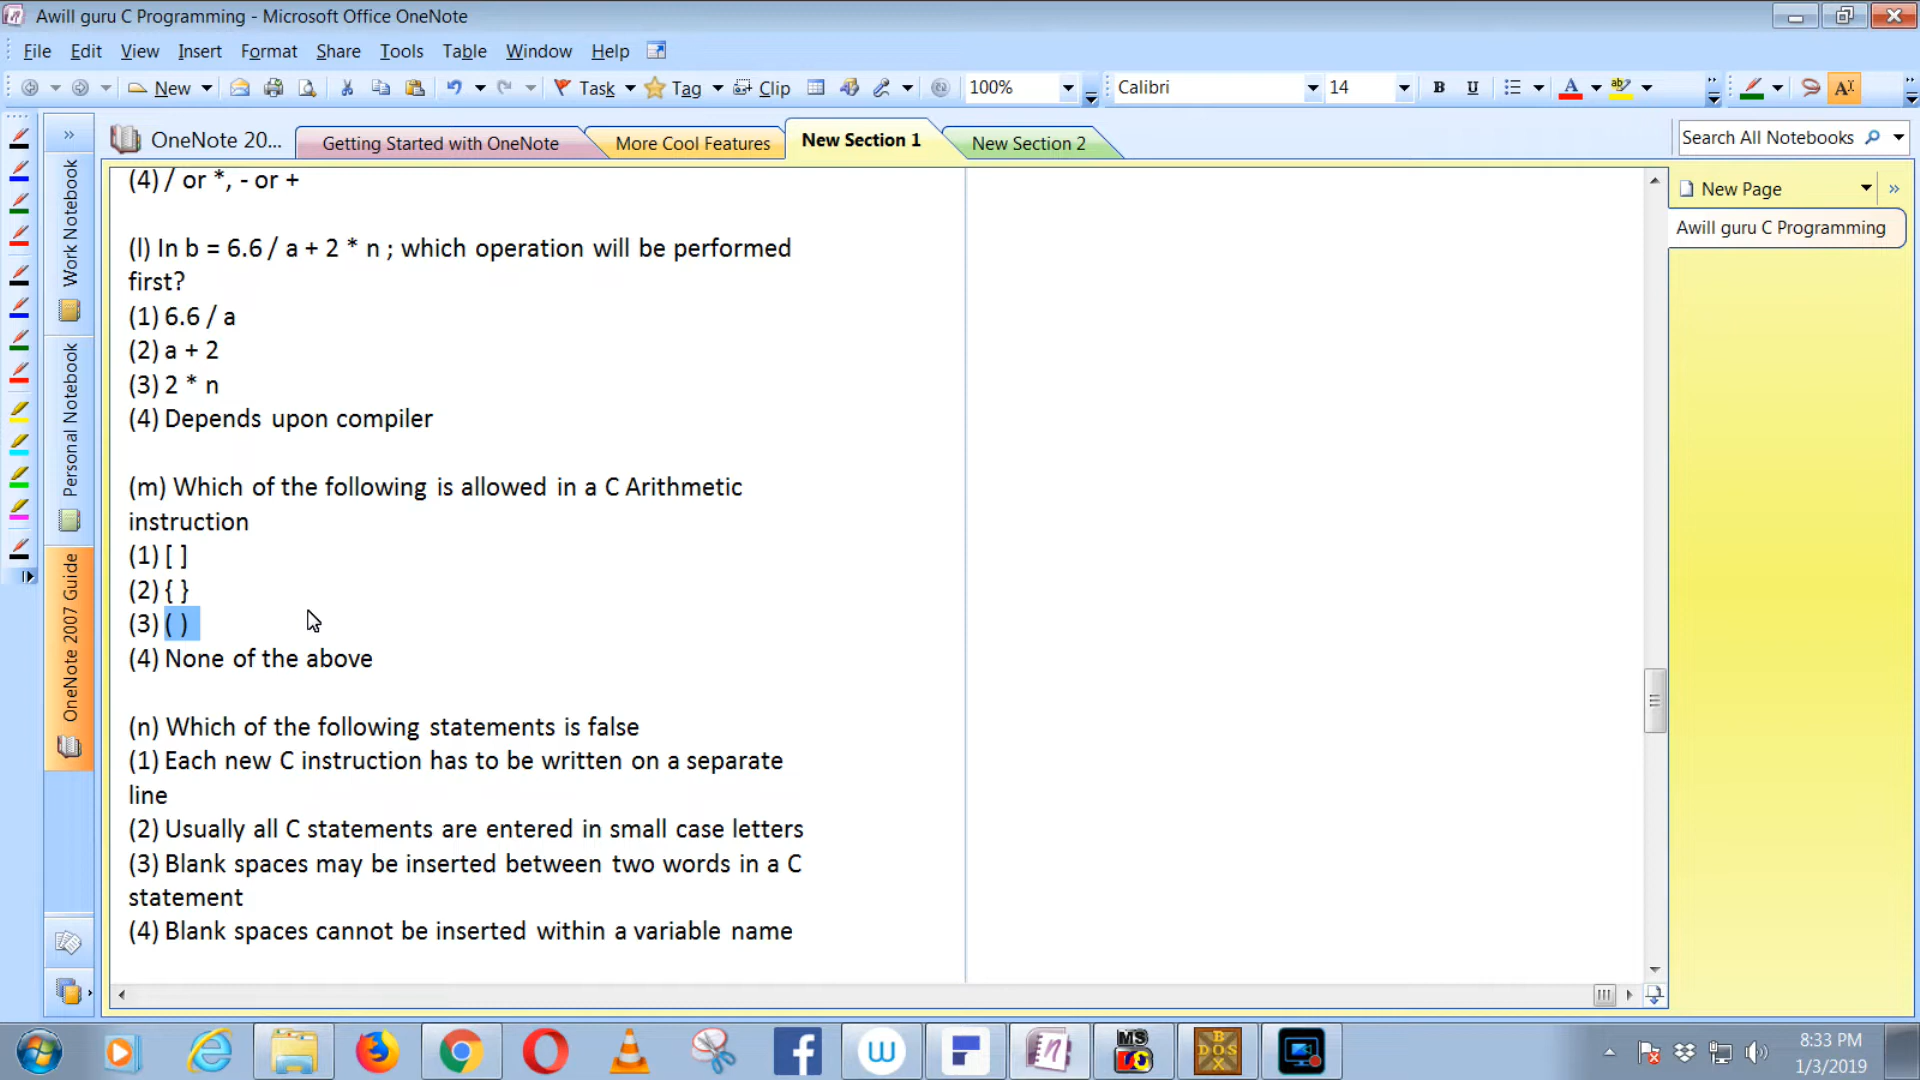 Awill guru C Programming - Microsoft Office OneNote
File Edit View Insert Format Share Tools Table Window Help
New Task Tag Clip 100% Calibri 14 B U A ab A
OneNote 20... Getting Started with OneNote More Cool Features New Section 1 New Section 2 Search All Notebooks
New Page
Awill guru C Programming
Work Notebook
Personal Notebook
OneNote 2007 Guide
(4) / or *, - or +
(l) In b = 6.6 / a + 2 * n ; which operation will be performed
first?
(1) 6.6 / a
(2) a + 2
(3) 2 * n
(4) Depends upon compiler
(m) Which of the following is allowed in a C Arithmetic
instruction
(1) [ ]
(2) { }
(3) ( )
(4) None of the above
(n) Which of the following statements is false
(1) Each new C instruction has to be written on a separate
line
(2) Usually all C statements are entered in small case letters
(3) Blank spaces may be inserted between two words in a C
statement
(4) Blank spaces cannot be inserted within a variable name
MS
BOX
DOS
8:33 PM
1/3/2019